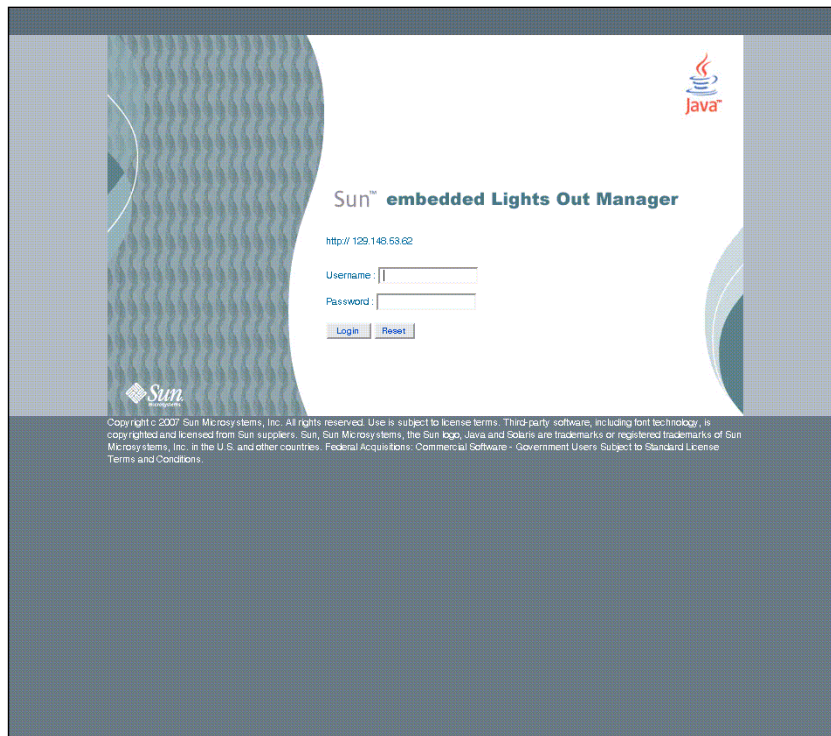 Java™
Sun™ embedded Lights Out Manager
http:// 129.148.53.62
Username :
Password :
Login Reset
Sun
Microsystems
Copyright c 2007 Sun Microsystems, Inc. All rights reserved. Use is subject to license terms. Third-party software, including font technology, is
copyrighted and licensed from Sun suppliers. Sun, Sun Microsystems, the Sun logo, Java and Solaris are trademarks or registered trademarks of Sun
Microsystems, Inc. in the U.S. and other countries. Federal Acquisitions: Commercial Software - Government Users Subject to Standard License
Terms and Conditions.